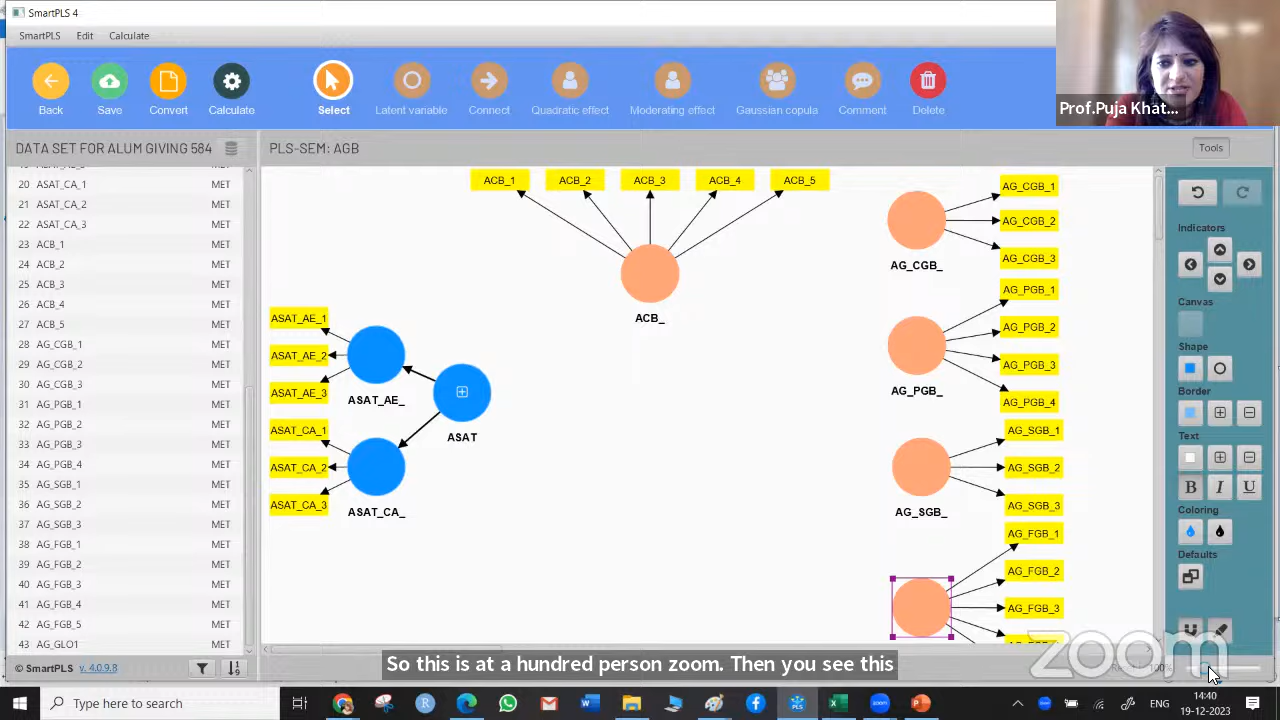 SmartPLS 4
SmartPLS Edit Calculate
Back Save Convert Calculate Select Latent variable Connect Quadratic effect Moderating effect Gaussian copula Comment Delete
Prof.Puja Khat...
DATA SET FOR ALUM GIVING 584
PLS-SEM: AGB
Tools
20 ASAT_CA_1 MET
21 ASAT_CA_2 MET
22 ASAT_CA_3 MET
23 ACB_1 MET
24 ACB_2 MET
25 ACB_3 MET
26 ACB_4 MET
27 ACB_5 MET
28 AG_CGB_1 MET
29 AG_CGB_2 MET
30 AG_CGB_3 MET
31 AG_PGB_1 MET
32 AG_PGB_2 MET
33 AG_PGB_3 MET
34 AG_PGB_4 MET
35 AG_SGB_1 MET
36 AG_SGB_2 MET
37 AG_SGB_3 MET
38 AG_FGB_1 MET
39 AG_FGB_2 MET
40 AG_FGB_3 MET
41 AG_FGB_4 MET
42 AG_FGB_5 MET
43 AG_GLO1 MET
© SmartPLS v. 4.0.9.8
ACB_1 ACB_2 ACB_3 ACB_4 ACB_5
ACB_
ASAT_AE_1
ASAT_AE_2
ASAT_AE_3
ASAT_AE_
ASAT_CA_1
ASAT_CA_2
ASAT_CA_3
ASAT_CA_
ASAT
AG_CGB_1
AG_CGB_2
AG_CGB_3
AG_CGB_
AG_PGB_1
AG_PGB_2
AG_PGB_3
AG_PGB_4
AG_PGB_
AG_SGB_1
AG_SGB_2
AG_SGB_3
AG_SGB_
AG_FGB_1
AG_FGB_2
AG_FGB_3
Indicators
Canvas
Shape
Border
Text
B I U
Coloring
Defaults
100%
zoom
So this is at a hundred person zoom. Then you see this
Type here to search
14:40
19-12-2023